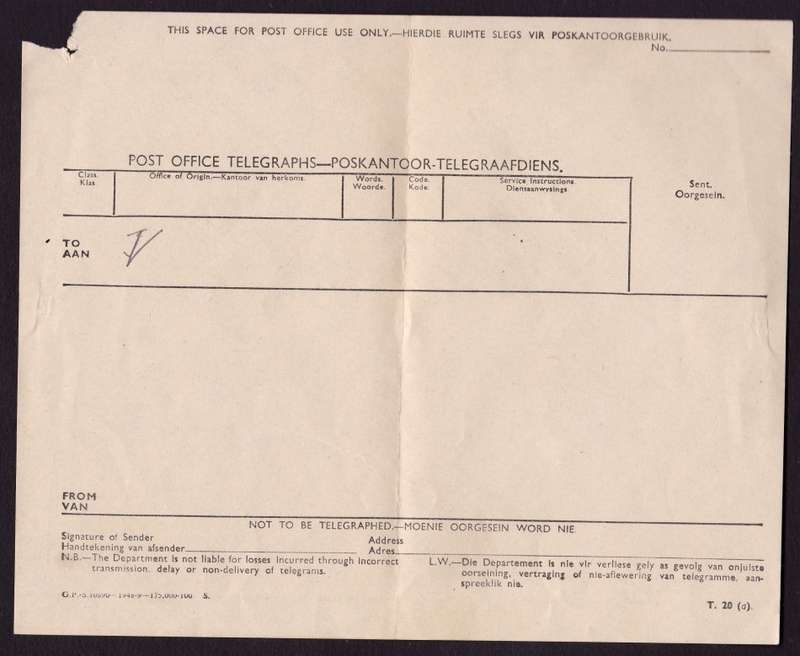 THIS SPACE FOR POST OFFICE USE ONLY.—HIERDIE RUIMTE SLEGS VIR POSKANTOORGEBRUIK.
No.
POST OFFICE TELEGRAPHS—POSKANTOOR-TELEGRAAFDIENS.
Class. Office of Origin.—Kantoor van herkoms. Words. Code. Service Instructions.
Klas Woorde. Kode. Diensaanwysings.
Sent.
Oorgesein.
TO
AAN
FROM
VAN
NOT TO BE TELEGRAPHED.—MOENIE OORGESEIN WORD NIE
Signature of Sender Address
Handtekening van afsender Adres
N.B.—The Department is not liable for losses incurred through incorrect
transmission, delay or non-delivery of telegrams.
L.W.—Die Departement is nie vir verliese gely as gevolg van onjuiste
oorseining, vertraging of nie-aflewering van telegramme, aan-
spreeklik nie.
S.
T. 20 (a).